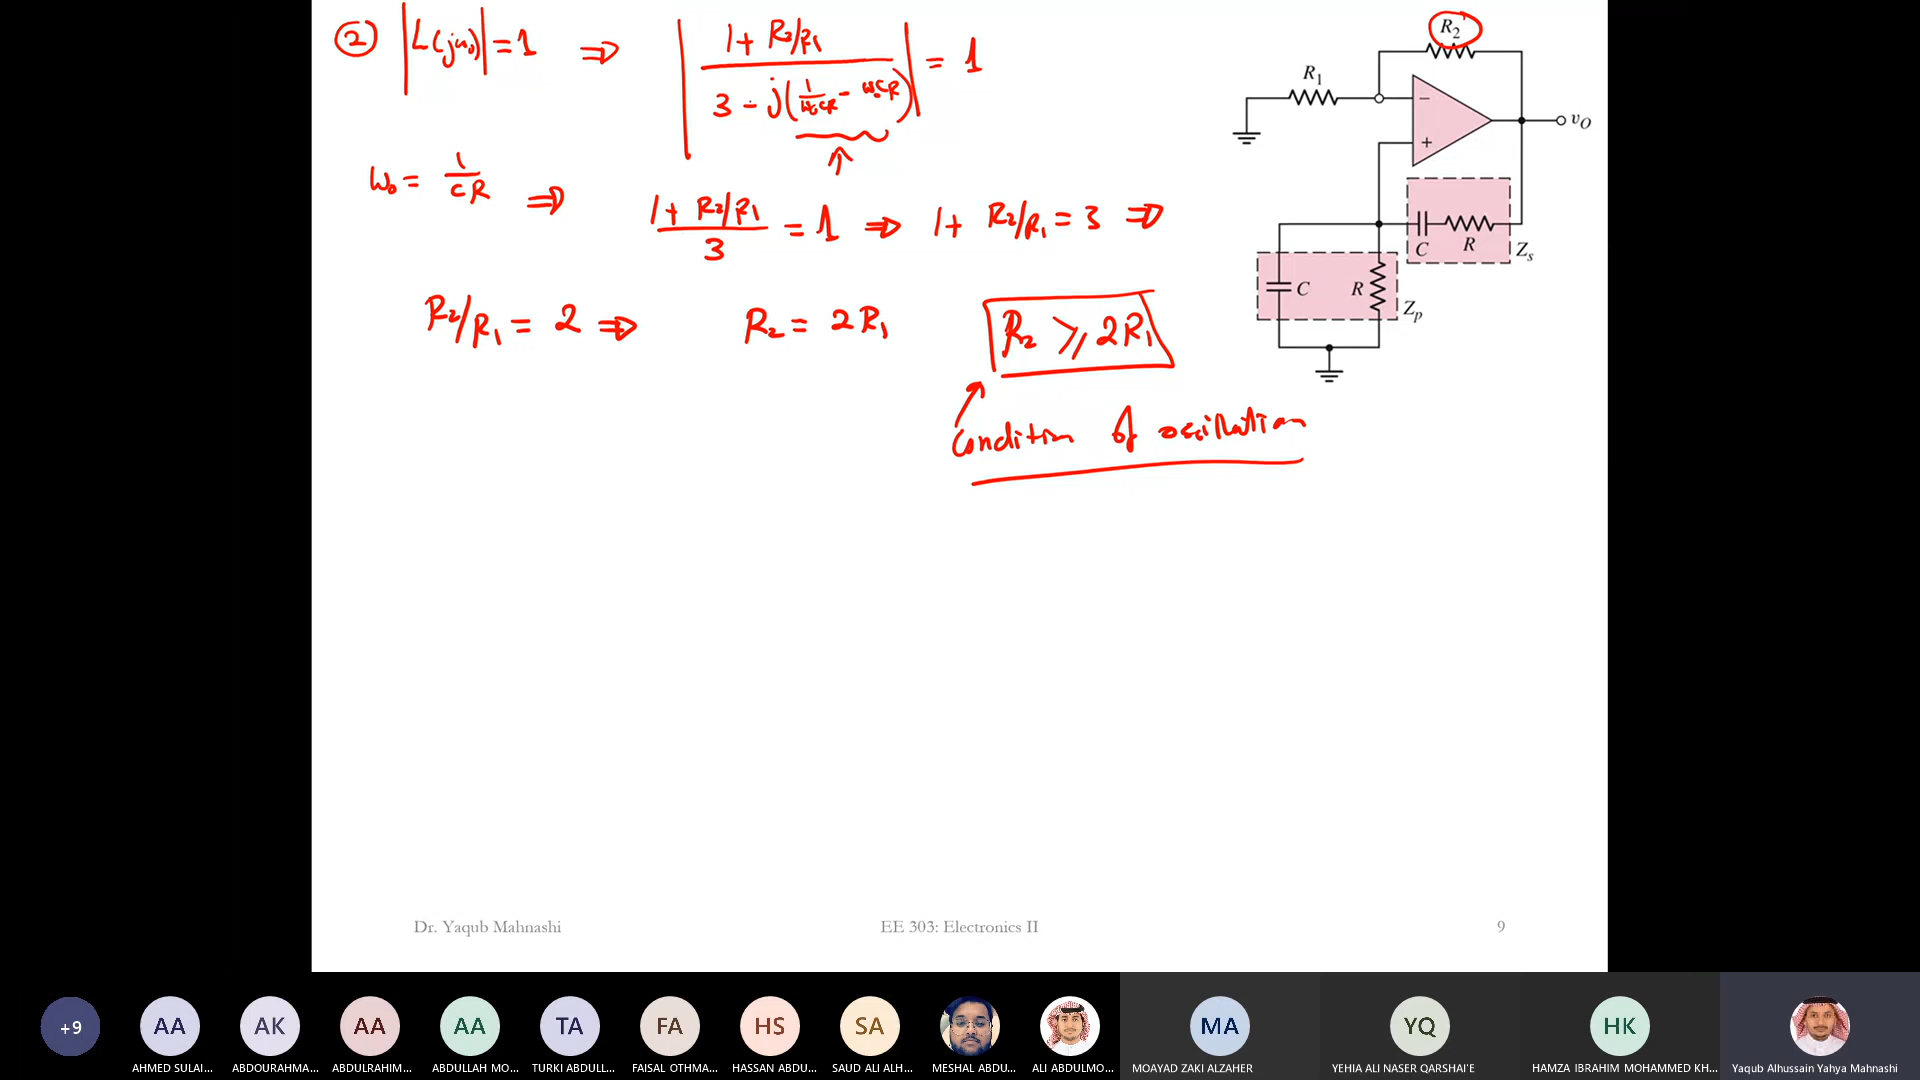 ② |L(jω₀)| = 1 ⇒ | (1 + R2/R1) / (3 - j(1/ω₀CR - ω₀CR)) | = 1
ω₀ = 1/CR ⇒ (1 + R2/R1)/3 = 1 ⇒ 1 + R2/R1 = 3 ⇒
R2/R1 = 2 ⇒ R2 = 2R1 R2 ⩾ 2R1
Condition of oscillation
R2
R1
−
+
vO
C R Zs
C R Zp
Dr. Yaqub Mahnashi EE 303: Electronics II 9
+9 AA AK AA AA TA FA HS SA MA YQ HK
AHMED SULAI... ABDOURAHMA... ABDULRAHIM... ABDULLAH MO... TURKI ABDULL... FAISAL OTHMA... HASSAN ABDU... SAUD ALI ALH... MESHAL ABDU... ALI ABDULMO... MOAYAD ZAKI ALZAHER YEHIA ALI NASER QARSHAI'E HAMZA IBRAHIM MOHAMMED KH... Yaqub Alhussain Yahya Mahnashi